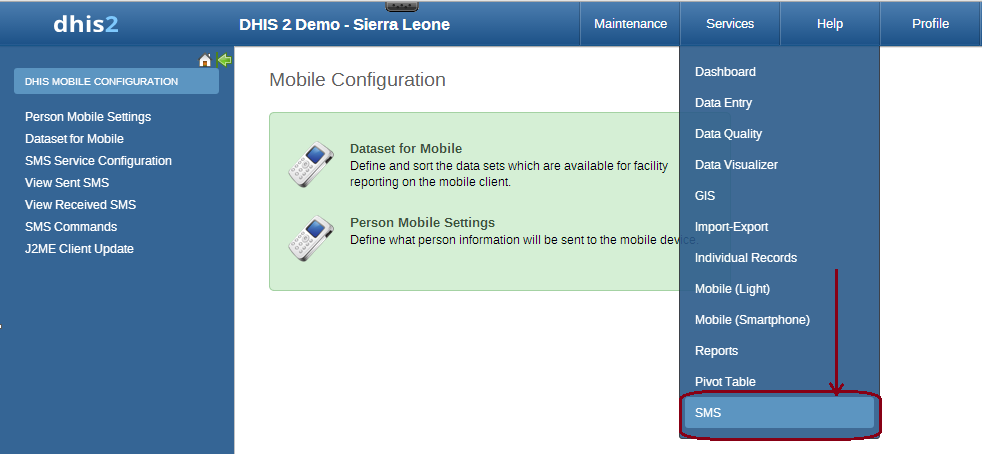 dhis2
DHIS 2 Demo - Sierra Leone
Maintenance
Services
Help
Profile
DHIS MOBILE CONFIGURATION
Person Mobile Settings
Dataset for Mobile
SMS Service Configuration
View Sent SMS
View Received SMS
SMS Commands
J2ME Client Update
Mobile Configuration
Dataset for Mobile
Define and sort the data sets which are available for facility
reporting on the mobile client.
Person Mobile Settings
Define what person information will be sent to the mobile device.
Dashboard
Data Entry
Data Quality
Data Visualizer
GIS
Import-Export
Individual Records
Mobile (Light)
Mobile (Smartphone)
Reports
Pivot Table
SMS